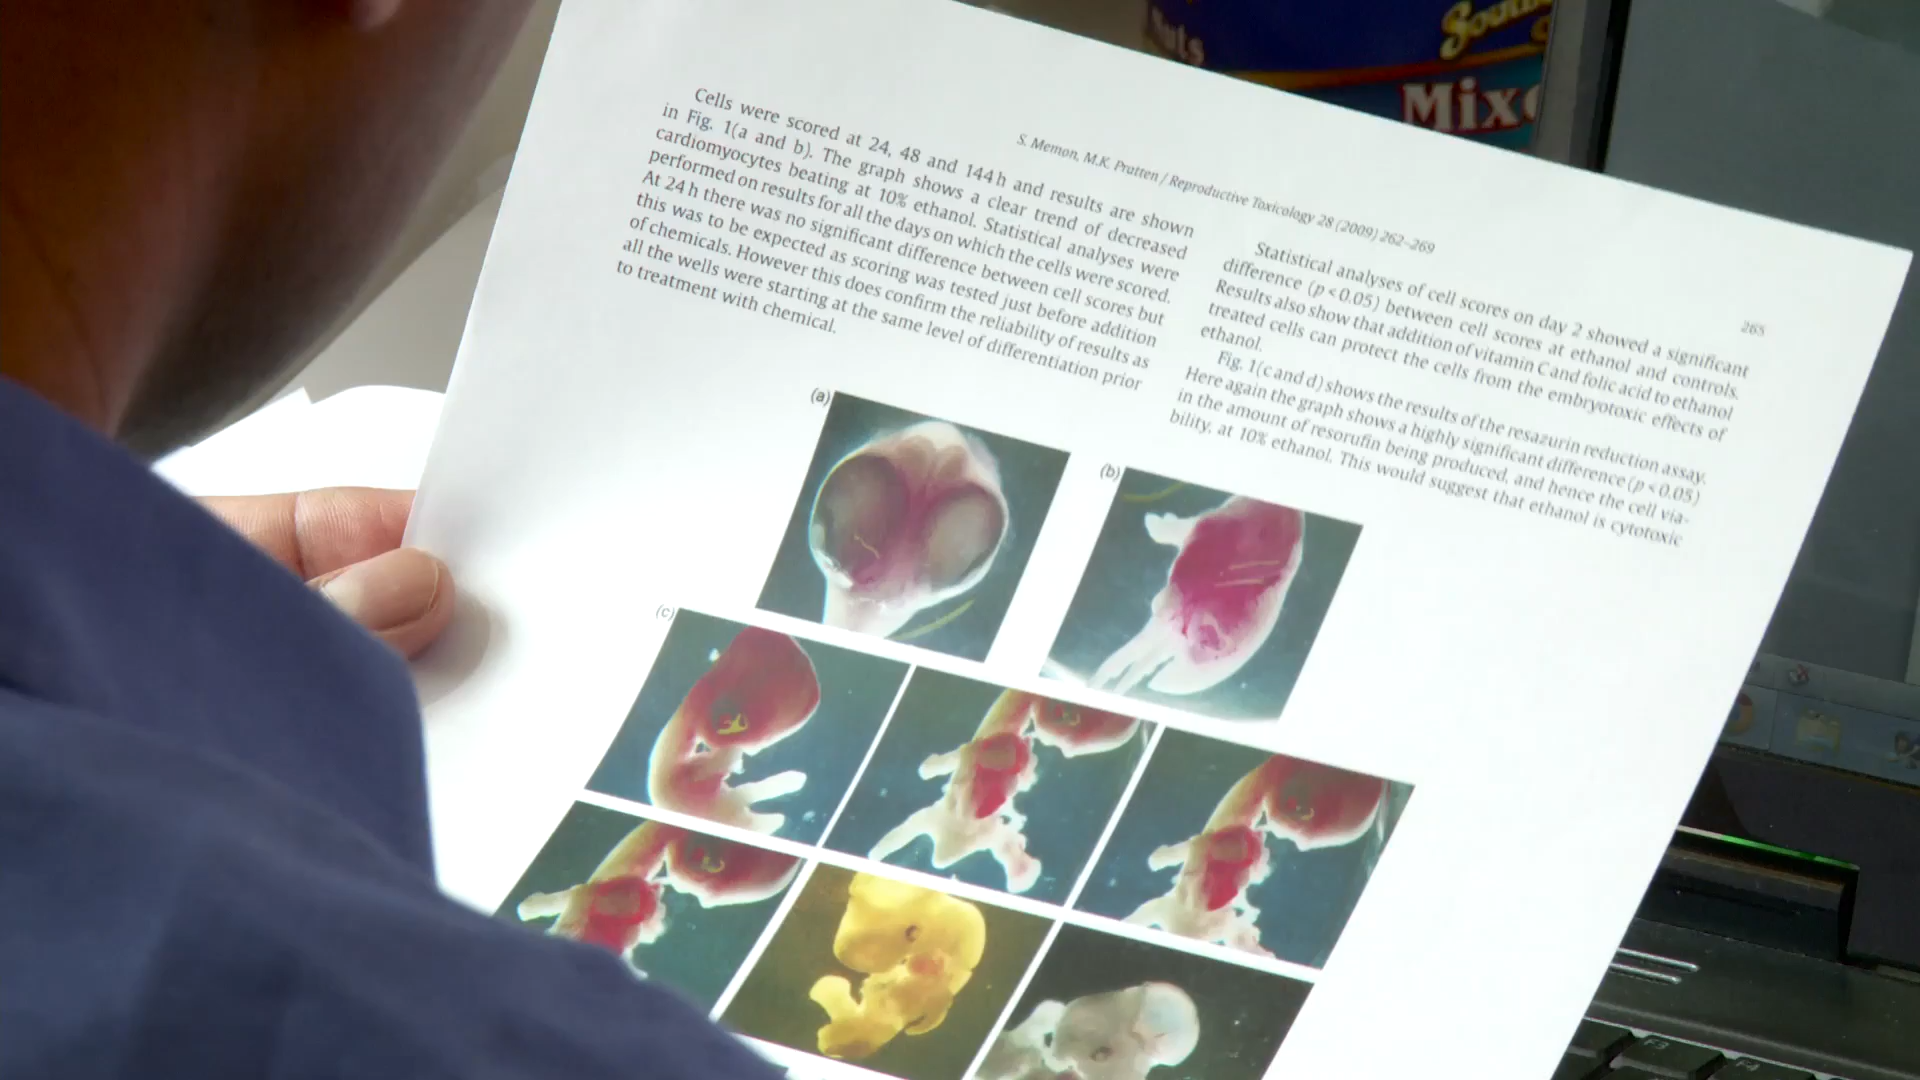 Nuts
Mix
S. Memon, M.K. Pratten / Reproductive Toxicology 28 (2009) 262–269
265
Cells were scored at 24, 48 and 144 h and results are shown
in Fig. 1(a and b). The graph shows a clear trend of decreased
cardiomyocytes beating at 10% ethanol. Statistical analyses were
performed on results for all the days on which the cells were scored.
At 24 h there was no significant difference between cell scores but
this was to be expected as scoring was tested just before addition
of chemicals. However this does confirm the reliability of results as
all the wells were starting at the same level of differentiation prior
to treatment with chemical.
Statistical analyses of cell scores on day 2 showed a significant
difference (p < 0.05) between cell scores at ethanol and controls.
Results also show that addition of vitamin C and folic acid to ethanol
treated cells can protect the cells from the embryotoxic effects of
ethanol.
Fig. 1(c and d) shows the results of the resazurin reduction assay.
Here again the graph shows a highly significant difference (p < 0.05)
in the amount of resorufin being produced, and hence the cell via-
bility, at 10% ethanol. This would suggest that ethanol is cytotoxic
(a)
(b)
(c)
F3
F4